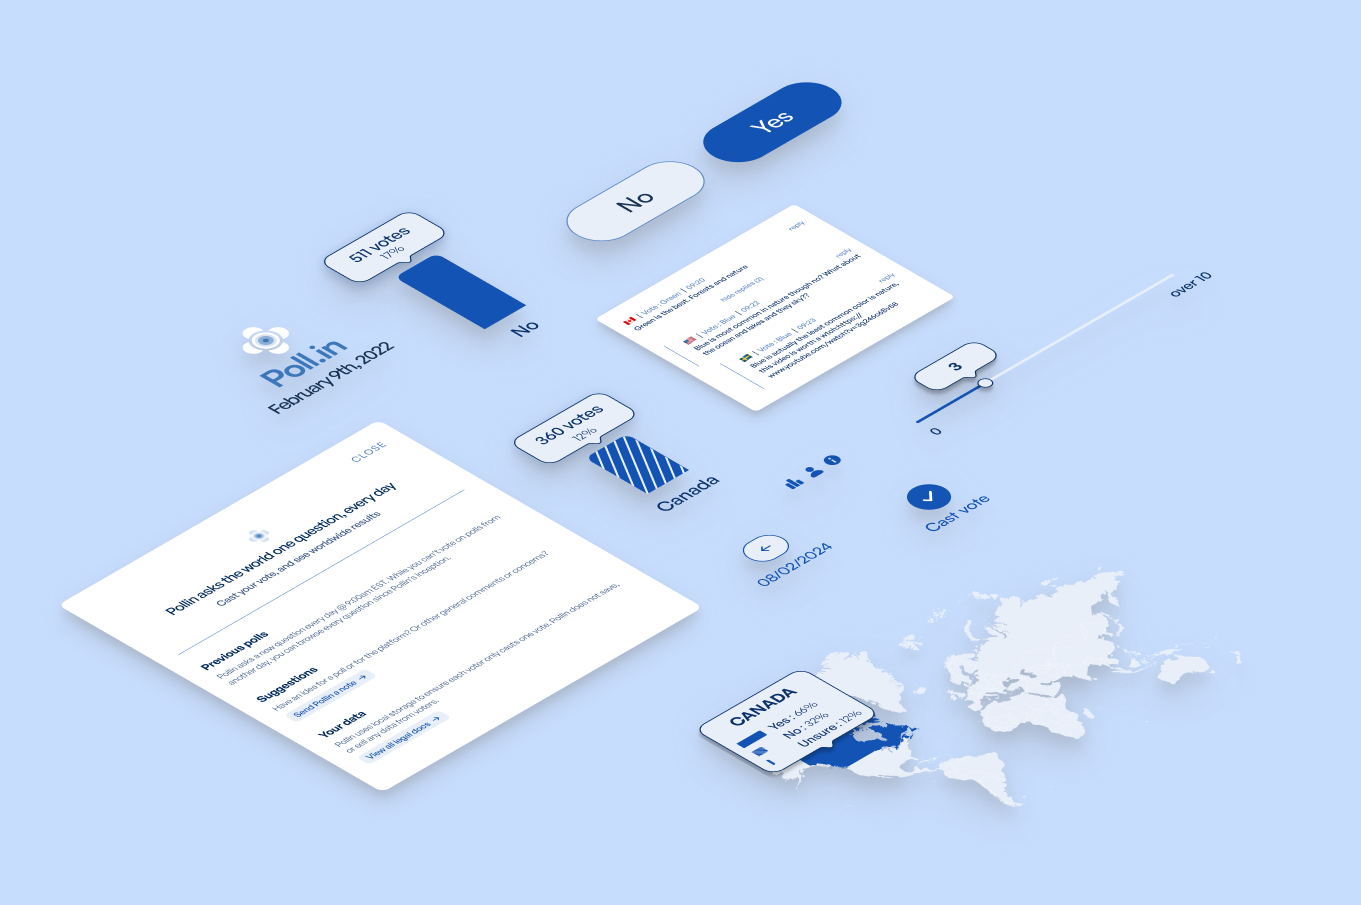 Yes
No
511 votes
17%
No
Poll.in
February 9th, 2022
reply
| Vote : Green | 09:20
Green is the best. Forests and nature
hide replies (2)
reply
| Vote : Blue | 09:22
Blue is most common in nature though no? What about
the ocean and lakes and they sky??
reply
| Vote : Blue | 09:23
Blue is actually the least common color is nature,
this video is worth a wtich:https://
over 10
3
0
360 votes
12%
Canada
Cast vote
08/02/2024
CLOSE
Pollin asks the world one question, every day
Cast your vote, and see worldwide results
Previous polls
Pollin asks a new question every day @ 9:00am EST. While you can't vote on polls from
another day, you can browse every question since Pollin's inception.
Suggestions
Have an idea for a poll or for the platform? Or other general comments or concerns?
Send Pollin a note →
Your data
Pollin uses local storage to ensure each voter only casts one vote. Pollin does not save,
or sell any data from voters.
View all legal docs →
CANADA
Yes : 66%
No : 32%
Unsure : 12%